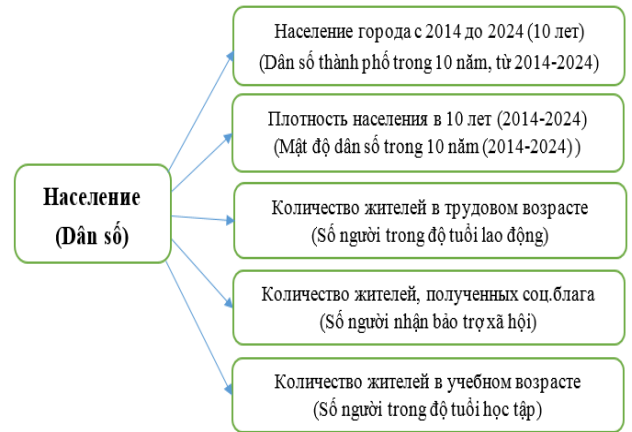 Население города с 2014 до 2024 (10 лет)
(Dân số thành phố trong 10 năm, từ 2014-2024)
Плотность населения в 10 лет (2014-2024)
(Mật độ dân số trong 10 năm (2014-2024) )
Население
(Dân số)
Количество жителей в трудовом возрасте
(Số người trong độ tuổi lao động)
Количество жителей, полученных соц.блага
(Số người nhận bảo trợ xã hội)
Количество жителей в учебном возрасте
(Số người trong độ tuổi học tập)